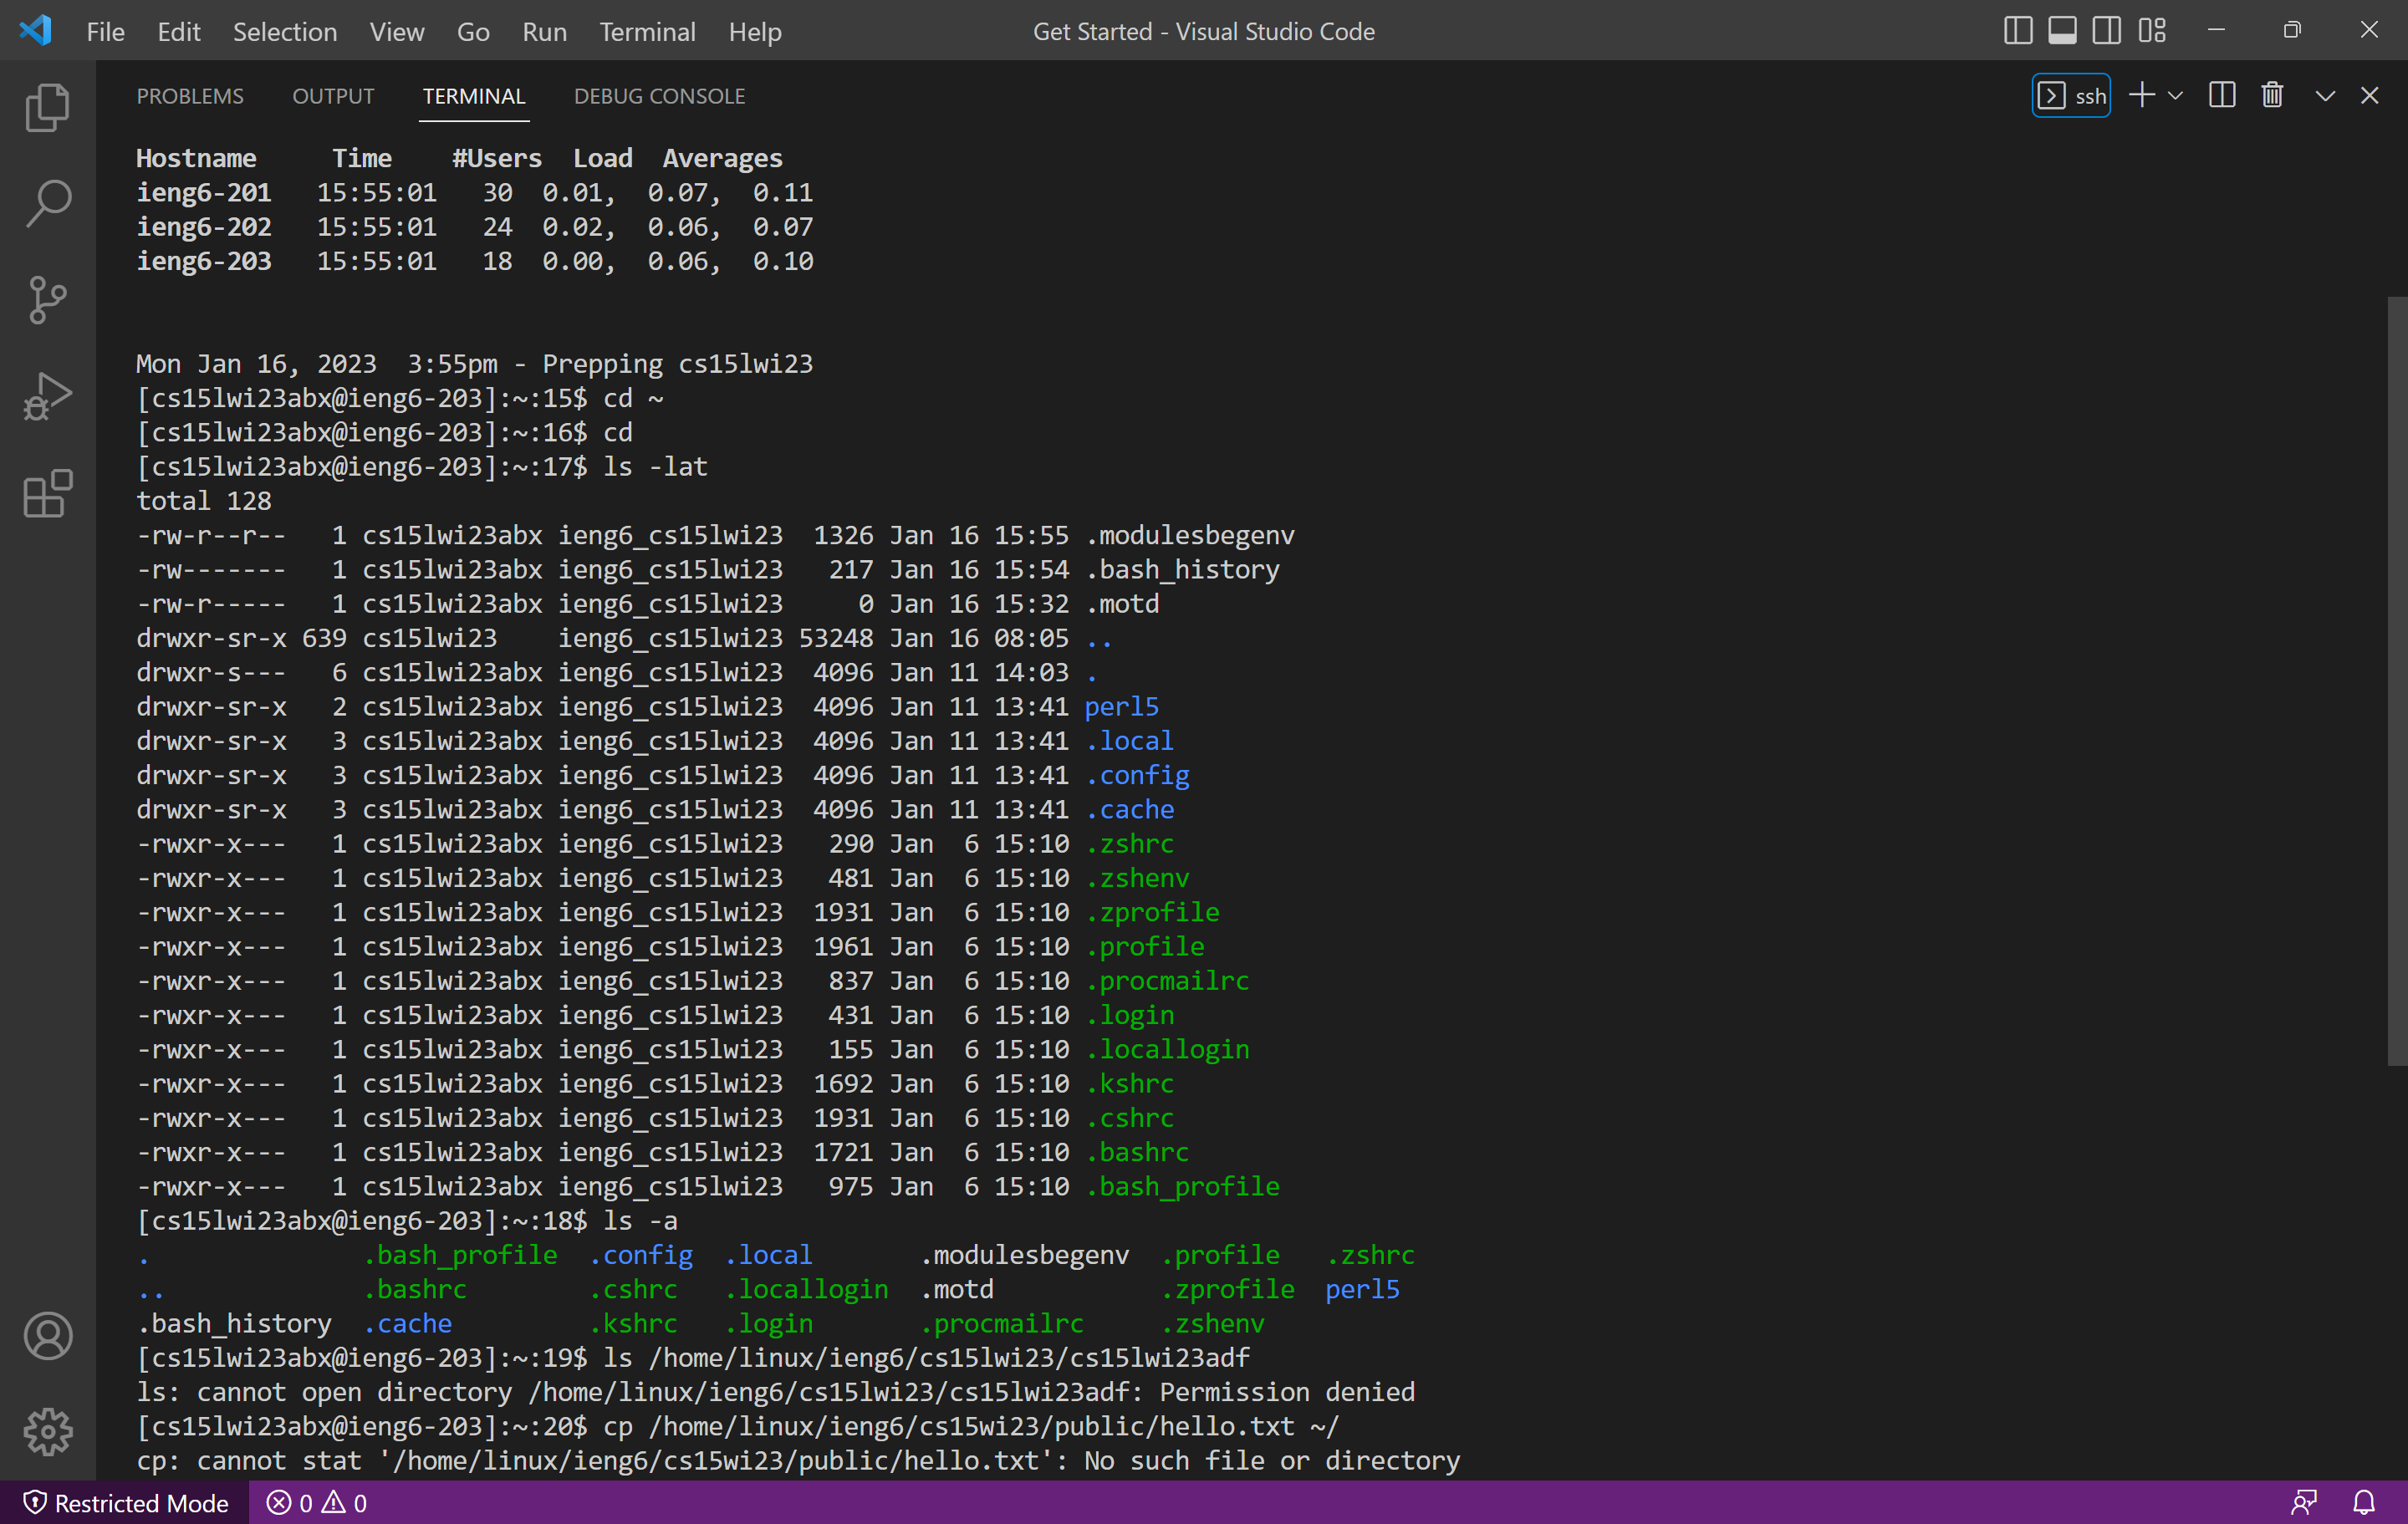 File Edit Selection View Go Run Terminal Help Get Started - Visual Studio Code
PROBLEMS OUTPUT TERMINAL DEBUG CONSOLE ssh
Hostname     Time    #Users  Load  Averages
ieng6-201   15:55:01   30  0.01,  0.07,  0.11
ieng6-202   15:55:01   24  0.02,  0.06,  0.07
ieng6-203   15:55:01   18  0.00,  0.06,  0.10
Mon Jan 16, 2023  3:55pm - Prepping cs15lwi23
[cs15lwi23abx@ieng6-203]:~:15$ cd ~
[cs15lwi23abx@ieng6-203]:~:16$ cd
[cs15lwi23abx@ieng6-203]:~:17$ ls -lat
total 128
-rw-r--r--   1 cs15lwi23abx ieng6_cs15lwi23  1326 Jan 16 15:55 .modulesbegenv
-rw-------   1 cs15lwi23abx ieng6_cs15lwi23   217 Jan 16 15:54 .bash_history
-rw-r-----   1 cs15lwi23abx ieng6_cs15lwi23     0 Jan 16 15:32 .motd
drwxr-sr-x 639 cs15lwi23    ieng6_cs15lwi23 53248 Jan 16 08:05 ..
drwxr-s---   6 cs15lwi23abx ieng6_cs15lwi23  4096 Jan 11 14:03 .
drwxr-sr-x   2 cs15lwi23abx ieng6_cs15lwi23  4096 Jan 11 13:41 perl5
drwxr-sr-x   3 cs15lwi23abx ieng6_cs15lwi23  4096 Jan 11 13:41 .local
drwxr-sr-x   3 cs15lwi23abx ieng6_cs15lwi23  4096 Jan 11 13:41 .config
drwxr-sr-x   3 cs15lwi23abx ieng6_cs15lwi23  4096 Jan 11 13:41 .cache
-rwxr-x---   1 cs15lwi23abx ieng6_cs15lwi23   290 Jan  6 15:10 .zshrc
-rwxr-x---   1 cs15lwi23abx ieng6_cs15lwi23   481 Jan  6 15:10 .zshenv
-rwxr-x---   1 cs15lwi23abx ieng6_cs15lwi23  1931 Jan  6 15:10 .zprofile
-rwxr-x---   1 cs15lwi23abx ieng6_cs15lwi23  1961 Jan  6 15:10 .profile
-rwxr-x---   1 cs15lwi23abx ieng6_cs15lwi23   837 Jan  6 15:10 .procmailrc
-rwxr-x---   1 cs15lwi23abx ieng6_cs15lwi23   431 Jan  6 15:10 .login
-rwxr-x---   1 cs15lwi23abx ieng6_cs15lwi23   155 Jan  6 15:10 .locallogin
-rwxr-x---   1 cs15lwi23abx ieng6_cs15lwi23  1692 Jan  6 15:10 .kshrc
-rwxr-x---   1 cs15lwi23abx ieng6_cs15lwi23  1931 Jan  6 15:10 .cshrc
-rwxr-x---   1 cs15lwi23abx ieng6_cs15lwi23  1721 Jan  6 15:10 .bashrc
-rwxr-x---   1 cs15lwi23abx ieng6_cs15lwi23   975 Jan  6 15:10 .bash_profile
[cs15lwi23abx@ieng6-203]:~:18$ ls -a
.              .bash_profile  .config  .local       .modulesbegenv  .profile   .zshrc
..             .bashrc        .cshrc   .locallogin  .motd           .zprofile  perl5
.bash_history  .cache         .kshrc   .login       .procmailrc     .zshenv
[cs15lwi23abx@ieng6-203]:~:19$ ls /home/linux/ieng6/cs15lwi23/cs15lwi23adf
ls: cannot open directory /home/linux/ieng6/cs15lwi23/cs15lwi23adf: Permission denied
[cs15lwi23abx@ieng6-203]:~:20$ cp /home/linux/ieng6/cs15wi23/public/hello.txt ~/
cp: cannot stat '/home/linux/ieng6/cs15wi23/public/hello.txt': No such file or directory
Restricted Mode 0 0